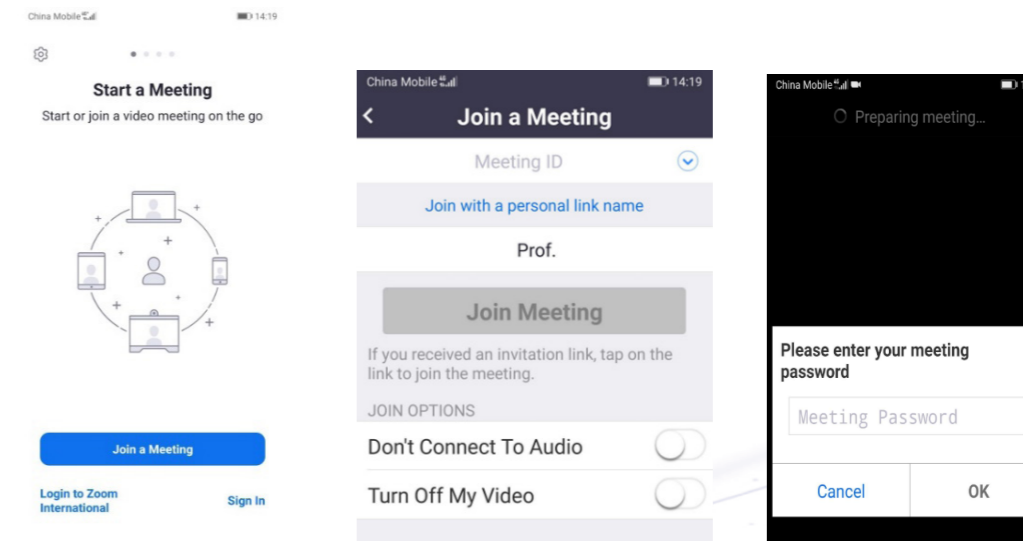 China Mobile 14:19
Start a Meeting
Start or join a video meeting on the go
Join a Meeting
Login to Zoom
International
Sign In
China Mobile 14:19
Join a Meeting
Meeting ID
Join with a personal link name
Prof.
Join Meeting
If you received an invitation link, tap on the
link to join the meeting.
JOIN OPTIONS
Don't Connect To Audio
Turn Off My Video
China Mobile
Preparing meeting...
Please enter your meeting
password
Meeting Password
Cancel OK